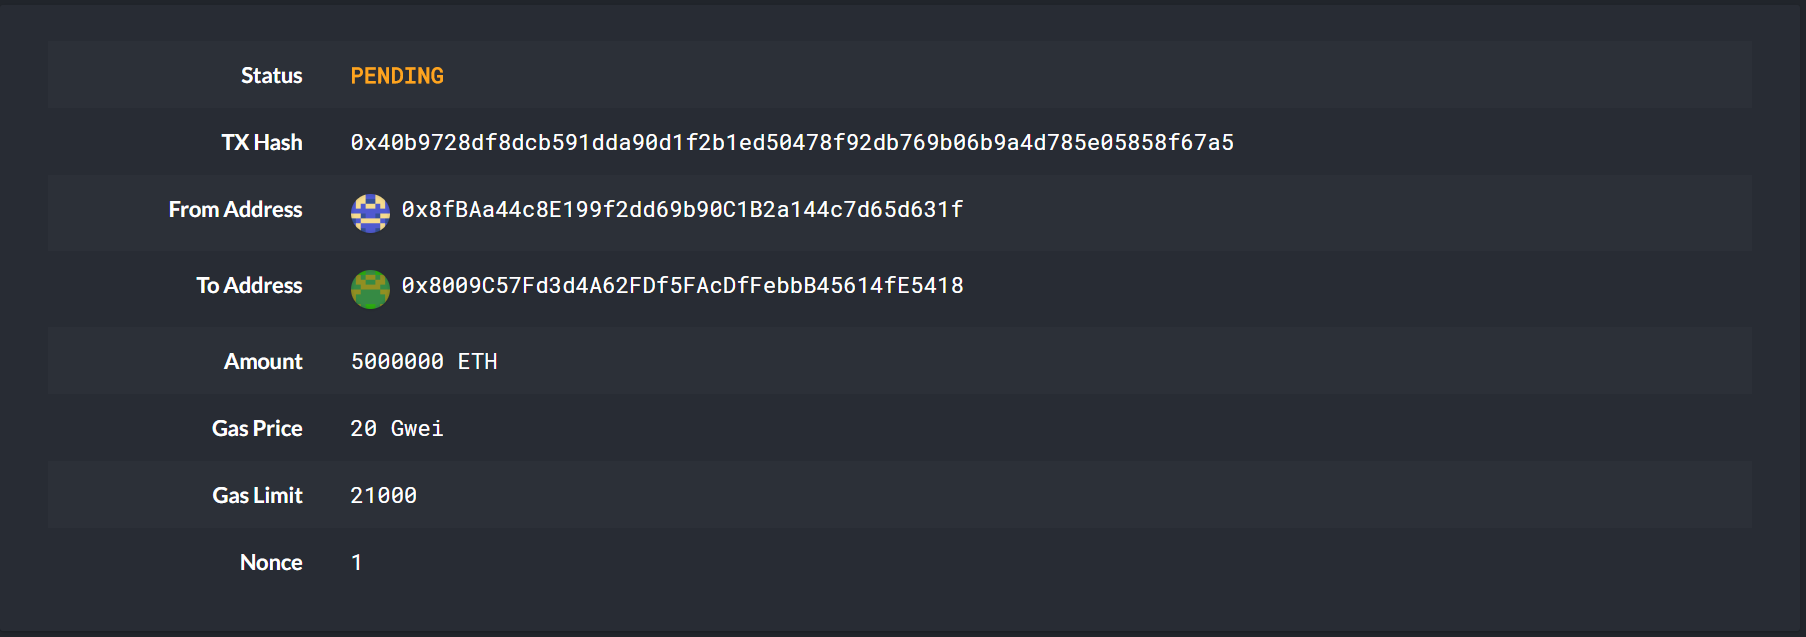 Status PENDING
TX Hash 0x40b9728df8dcb591dda90d1f2b1ed50478f92db769b06b9a4d785e05858f67a5
From Address 0x8fBAa44c8E199f2dd69b90C1B2a144c7d65d631f
To Address 0x8009C57Fd3d4A62FDf5FAcDfFebbB45614fE5418
Amount 5000000 ETH
Gas Price 20 Gwei
Gas Limit 21000
Nonce 1